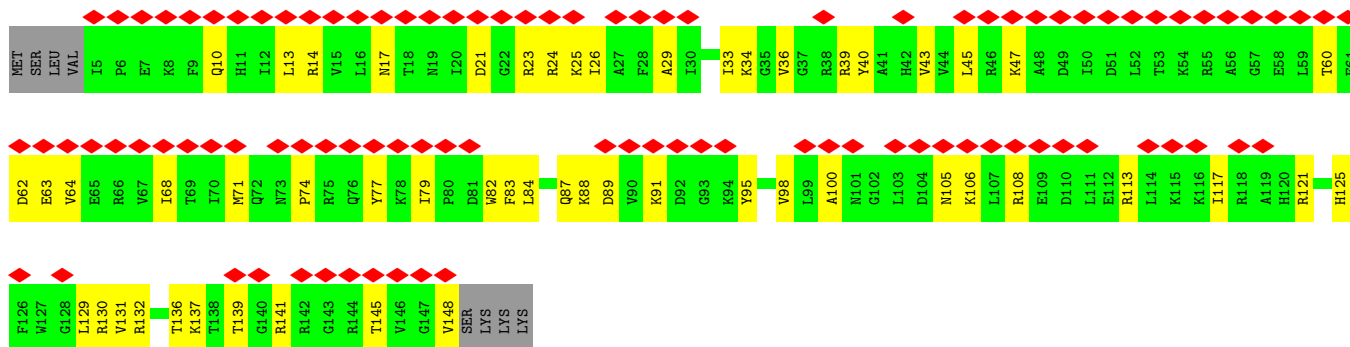 MET SER LEU VAL I5 P6 E7 K8 F9 Q10 H11 I12 L13 R14 V15 L16 N17 T18 N19 I20 D21 G22 R23 R24 K25 I26 A27 F28 A29 I30 I33 K34 G35 V36 G37 R38 R39 Y40 A41 H42 V43 V44 L45 R46 K47 A48 D49 I50 D51 L52 T53 K54 R55 A56 G57 E58 L59 T60 E61
D62 E63 V64 E65 R66 V67 I68 T69 I70 M71 Q72 N73 P74 R75 Q76 Y77 K78 I79 P80 D81 W82 F83 L84 Q87 K88 D89 V90 K91 D92 G93 K94 Y95 V98 L99 A100 N101 G102 L103 D104 N105 K106 L107 R108 E109 D110 L111 E112 R113 L114 K115 K116 I117 R118 A119 H120 R121 H125
F126 W127 G128 L129 R130 V131 R132 T136 K137 T138 T139 G140 R141 R142 G143 R144 T145 V146 G147 V148 SER LYS LYS LYS